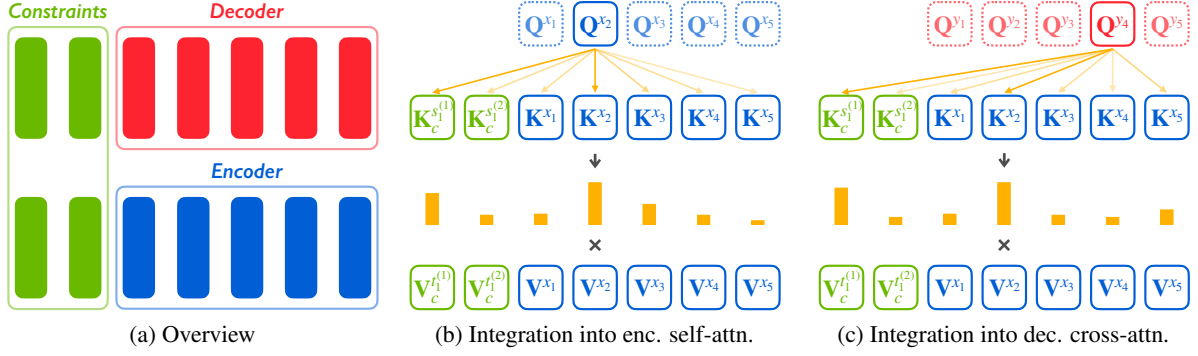 Constraints
Decoder
Encoder
(a) Overview
Q^{x_1} Q^{x_2} Q^{x_3} Q^{x_4} Q^{x_5}
K_c^{s_1^{(1)}} K_c^{s_1^{(2)}} K^{x_1} K^{x_2} K^{x_3} K^{x_4} K^{x_5}
×
V_c^{t_1^{(1)}} V_c^{t_1^{(2)}} V^{x_1} V^{x_2} V^{x_3} V^{x_4} V^{x_5}
(b) Integration into enc. self-attn.
Q^{y_1} Q^{y_2} Q^{y_3} Q^{y_4} Q^{y_5}
K_c^{s_1^{(1)}} K_c^{s_1^{(2)}} K^{x_1} K^{x_2} K^{x_3} K^{x_4} K^{x_5}
×
V_c^{t_1^{(1)}} V_c^{t_1^{(2)}} V^{x_1} V^{x_2} V^{x_3} V^{x_4} V^{x_5}
(c) Integration into dec. cross-attn.